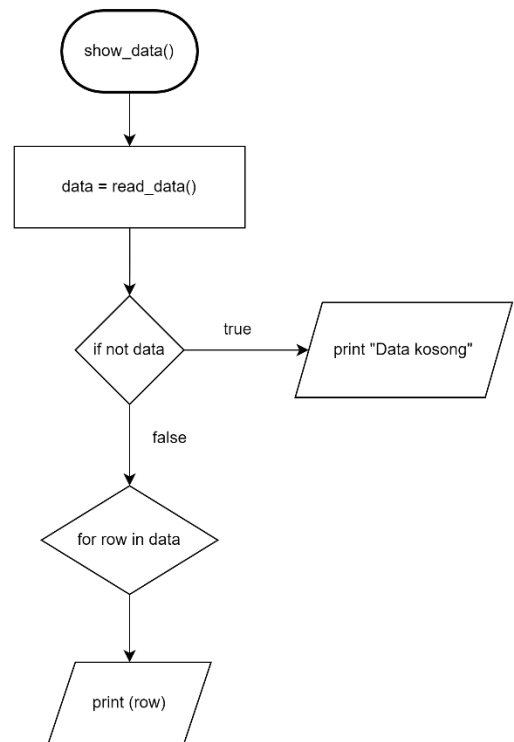 show_data()
data = read_data()
if not data
true
print "Data kosong"
false
for row in data
print (row)